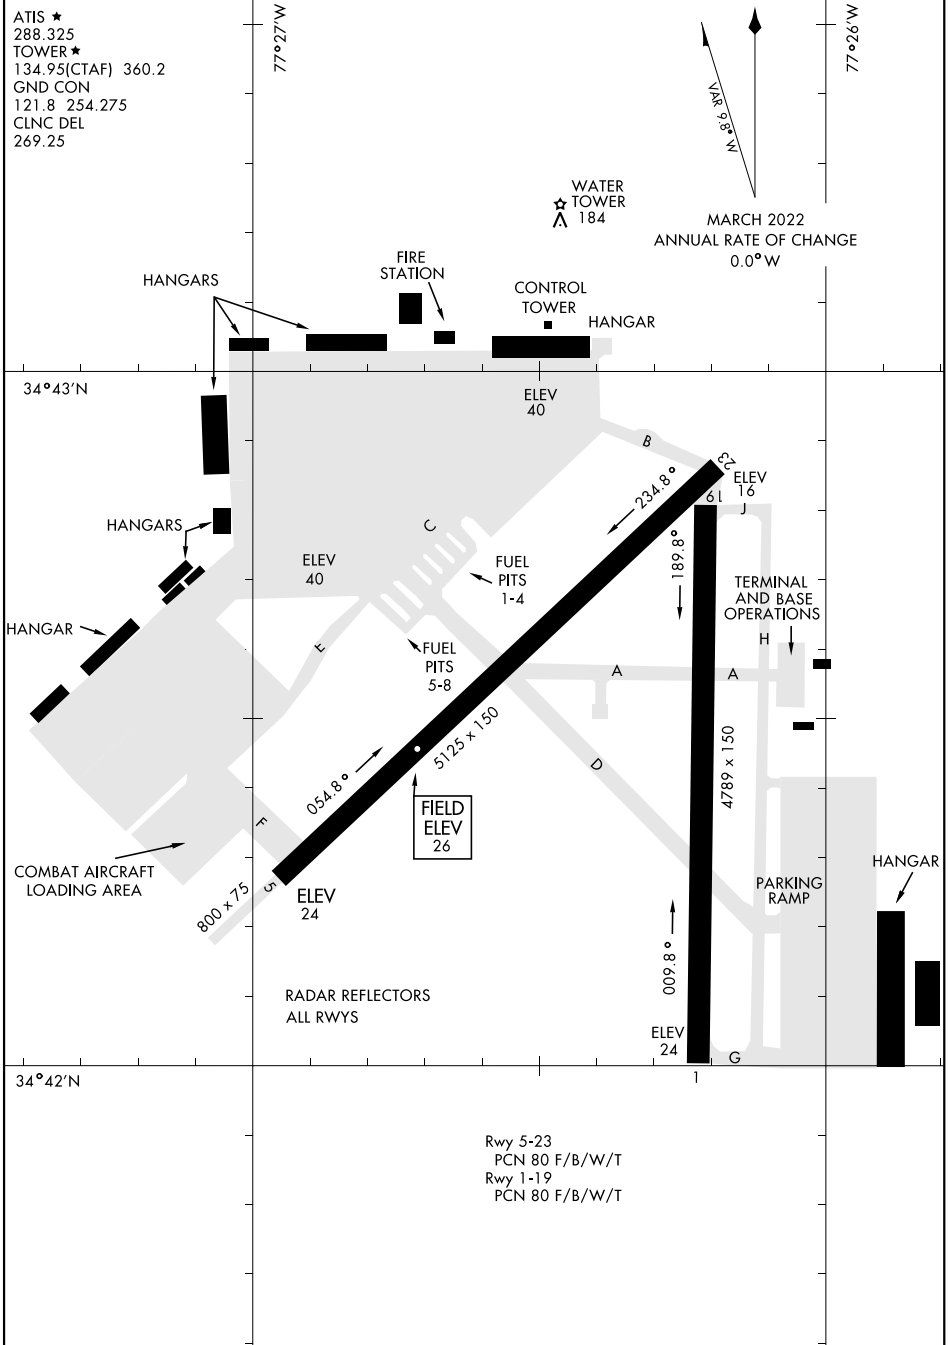 ATIS ★
288.325
TOWER ★
134.95(CTAF) 360.2
GND CON
121.8 254.275
CLNC DEL
269.25
77°27'W
77°26'W
VAR 9.8° W
MARCH 2022
ANNUAL RATE OF CHANGE
0.0° W
WATER
TOWER
184
HANGARS
FIRE
STATION
CONTROL
TOWER
HANGAR
34°43'N
ELEV
40
B
23
ELEV
16
19
J
234.8°
189.8°
C
HANGARS
ELEV
40
FUEL
PITS
1-4
TERMINAL
AND BASE
OPERATIONS
HANGAR
E
FUEL
PITS
5-8
H
A
A
5125 x 150
4789 x 150
D
054.8°
FIELD
ELEV
26
F
COMBAT AIRCRAFT
LOADING AREA
5
800 x 75
ELEV
24
PARKING
RAMP
HANGAR
009.8°
RADAR REFLECTORS
ALL RWYS
ELEV
24
G
1
34°42'N
Rwy 5-23
PCN 80 F/B/W/T
Rwy 1-19
PCN 80 F/B/W/T